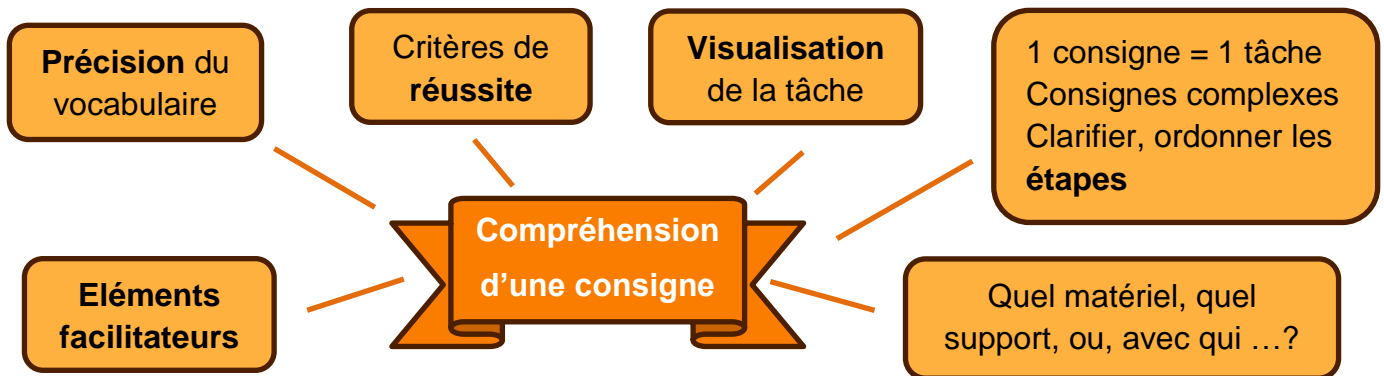 Précision du
vocabulaire
Critères de
réussite
Visualisation
de la tâche
1 consigne = 1 tâche
Consignes complexes
Clarifier, ordonner les
étapes
Compréhension
d’une consigne
Eléments
facilitateurs
Quel matériel, quel
support, ou, avec qui …?